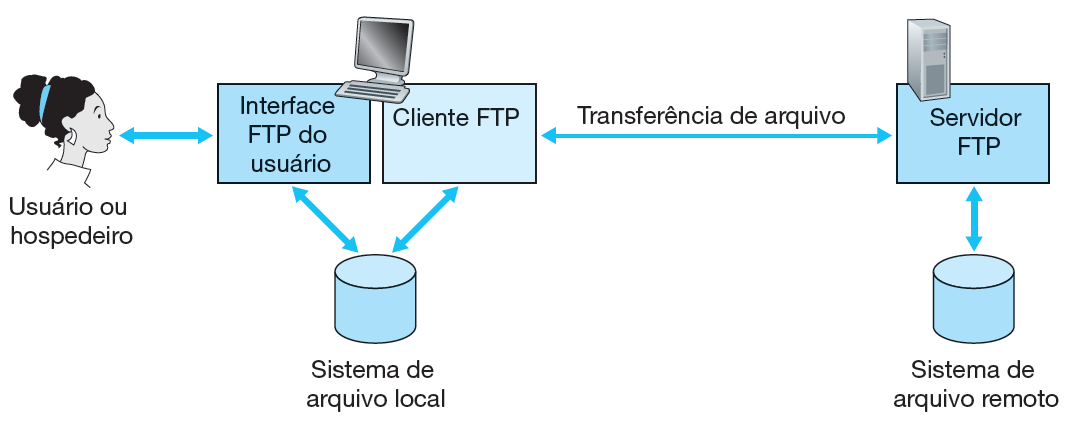 Interface
FTP do
usuário
Cliente FTP
Transferência de arquivo
Servidor
FTP
Usuário ou
hospedeiro
Sistema de
arquivo local
Sistema de
arquivo remoto